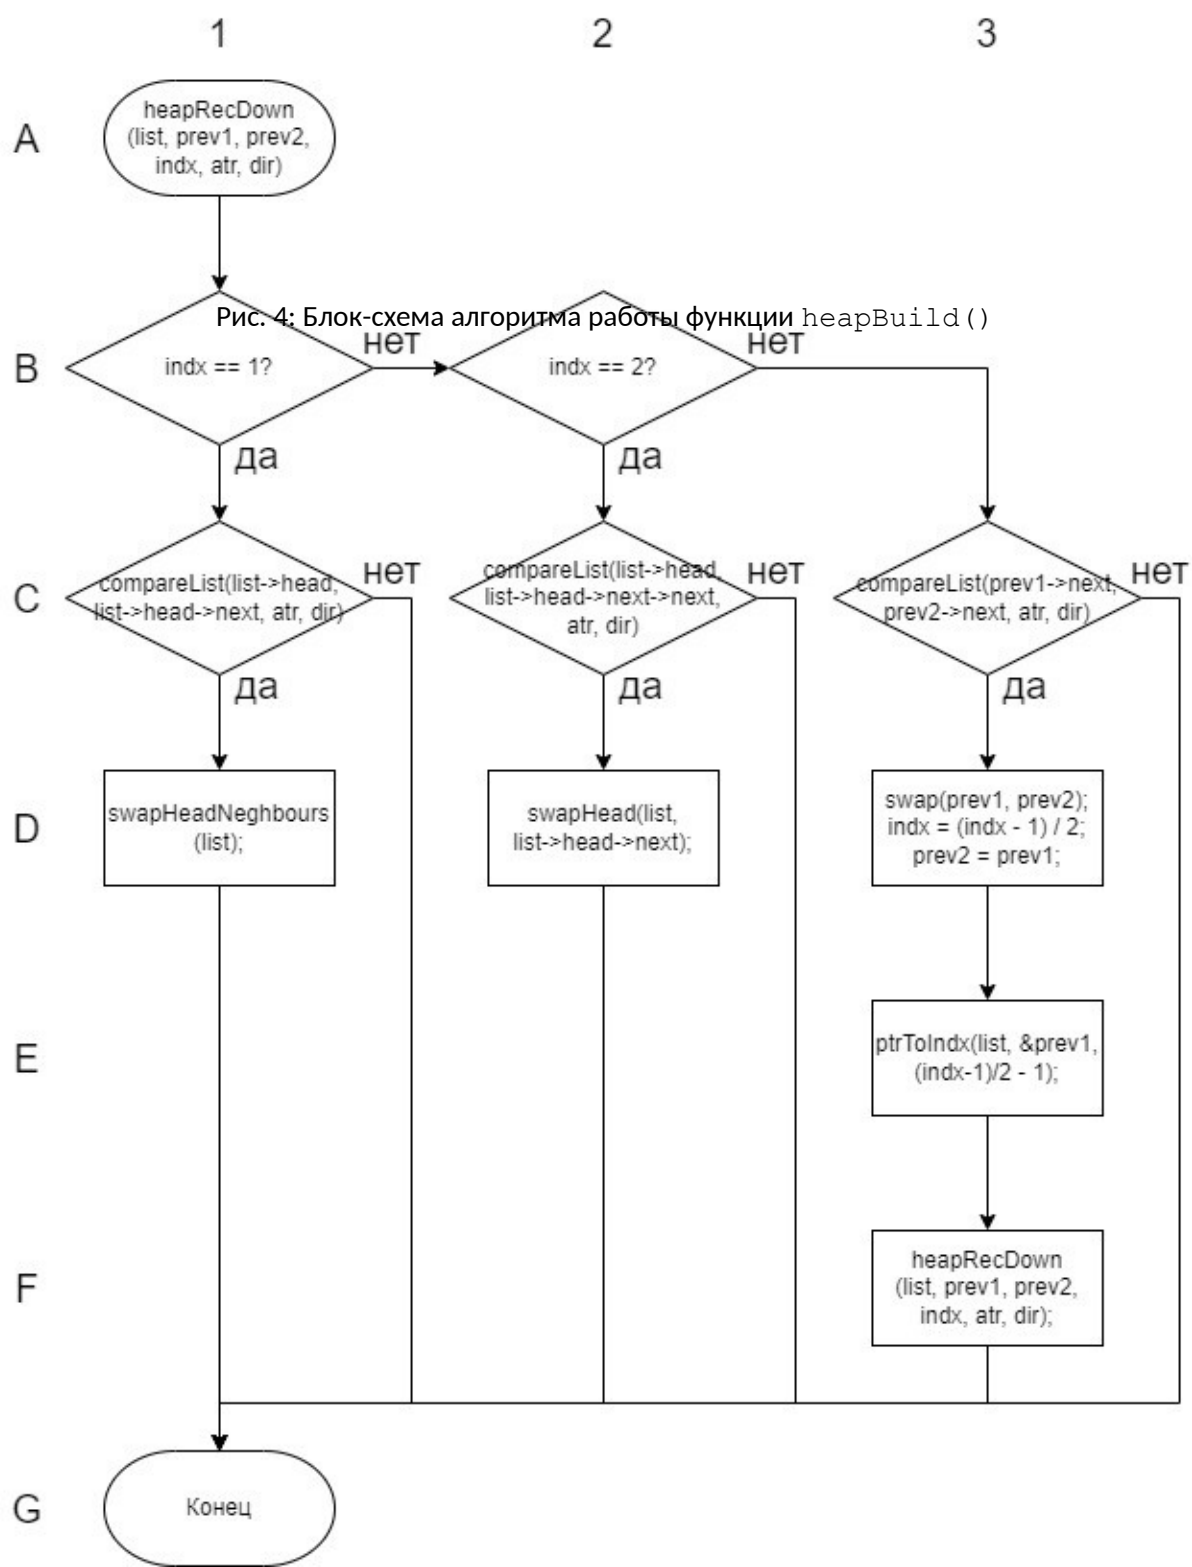 1 2 3
A
heapRecDown
(list, prev1, prev2,
indx, atr, dir)
Рис. 4: Блок-схема алгоритма работы функции heapBuild()
B
indx == 1?
нет
indx == 2?
нет
да
да
C
compareList(list->head,
list->head->next, atr, dir)
нет
compareList(list->head,
list->head->next->next,
atr, dir)
нет
compareList(prev1->next,
prev2->next, atr, dir)
нет
да
да
да
D
swapHeadNeghbours
(list);
swapHead(list,
list->head->next);
swap(prev1, prev2);
indx = (indx - 1) / 2;
prev2 = prev1;
E
ptrToIndx(list, &prev1,
(indx-1)/2 - 1);
F
heapRecDown
(list, prev1, prev2,
indx, atr, dir);
G
Конец